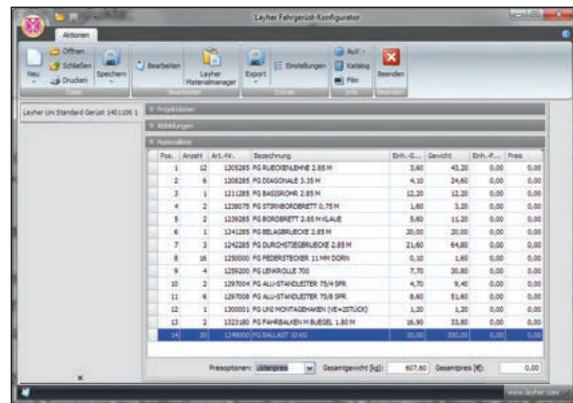 Layher Fahrgerüst-Konfigurator
Aktionen
Neu
Öffnen
Schließen
Drucken
Speichern
Bearbeiten
Layher Materialmanager
Export
Einstellungen
Katalog
Film
Beenden
Datei
Bearbeiten
Extras
Info
Beenden
Layher Uni Standard Gerüst 1401106 1
Projektdaten
Abbildungen
Materialliste
Pos. Anzahl Art.-Nr. Bezeichnung Einh.-G... Gewicht Einh.-P... Preis
1 12 1205285 FG RUECKENLEHNE 2.85 M 3,60 43,20 0,00 0,00
2 6 1208285 FG DIAGONALE 3.35 M 4,10 24,60 0,00 0,00
3 1 1211285 FG BASISROHR 2.85 M 12,20 12,20 0,00 0,00
4 2 1238075 FG STIRNBORDBRETT 0,75 M 1,60 3,20 0,00 0,00
5 2 1239285 FG BORDBRETT 2.85 M KLAUE 5,60 11,20 0,00 0,00
6 1 1241285 FG BELAGBRUECKE 2.85 M 20,00 20,00 0,00 0,00
7 3 1242285 FG DURCHSTIEGBRUECKE 2.85 M 21,60 64,80 0,00 0,00
8 16 1250000 FG FEDERSTECKER 11 MM DORN 0,10 1,60 0,00 0,00
9 4 1259200 FG LENKROLLE 700 7,70 30,80 0,00 0,00
10 2 1297004 FG ALU-STANDLEITER 75/4 SPR 4,70 9,40 0,00 0,00
11 6 1297008 FG ALU-STANDLEITER 75/8 SPR 8,60 51,60 0,00 0,00
12 1 1300001 FG UNI MONTAGEHAKEN (VE=2STÜCK) 1,20 1,20 0,00 0,00
13 2 1323180 FG FAHRBALKEN M BUEGEL 1.80 M 16,90 33,80 0,00 0,00
14 30 1249000 FG BALLAST 10 KG 10,00 300,00 0,00 0,00
Preisoptionen: Listenpreis Gesamtgewicht [kg]: 607,60 Gesamtpreis [€]: 0,00
www.layher.com